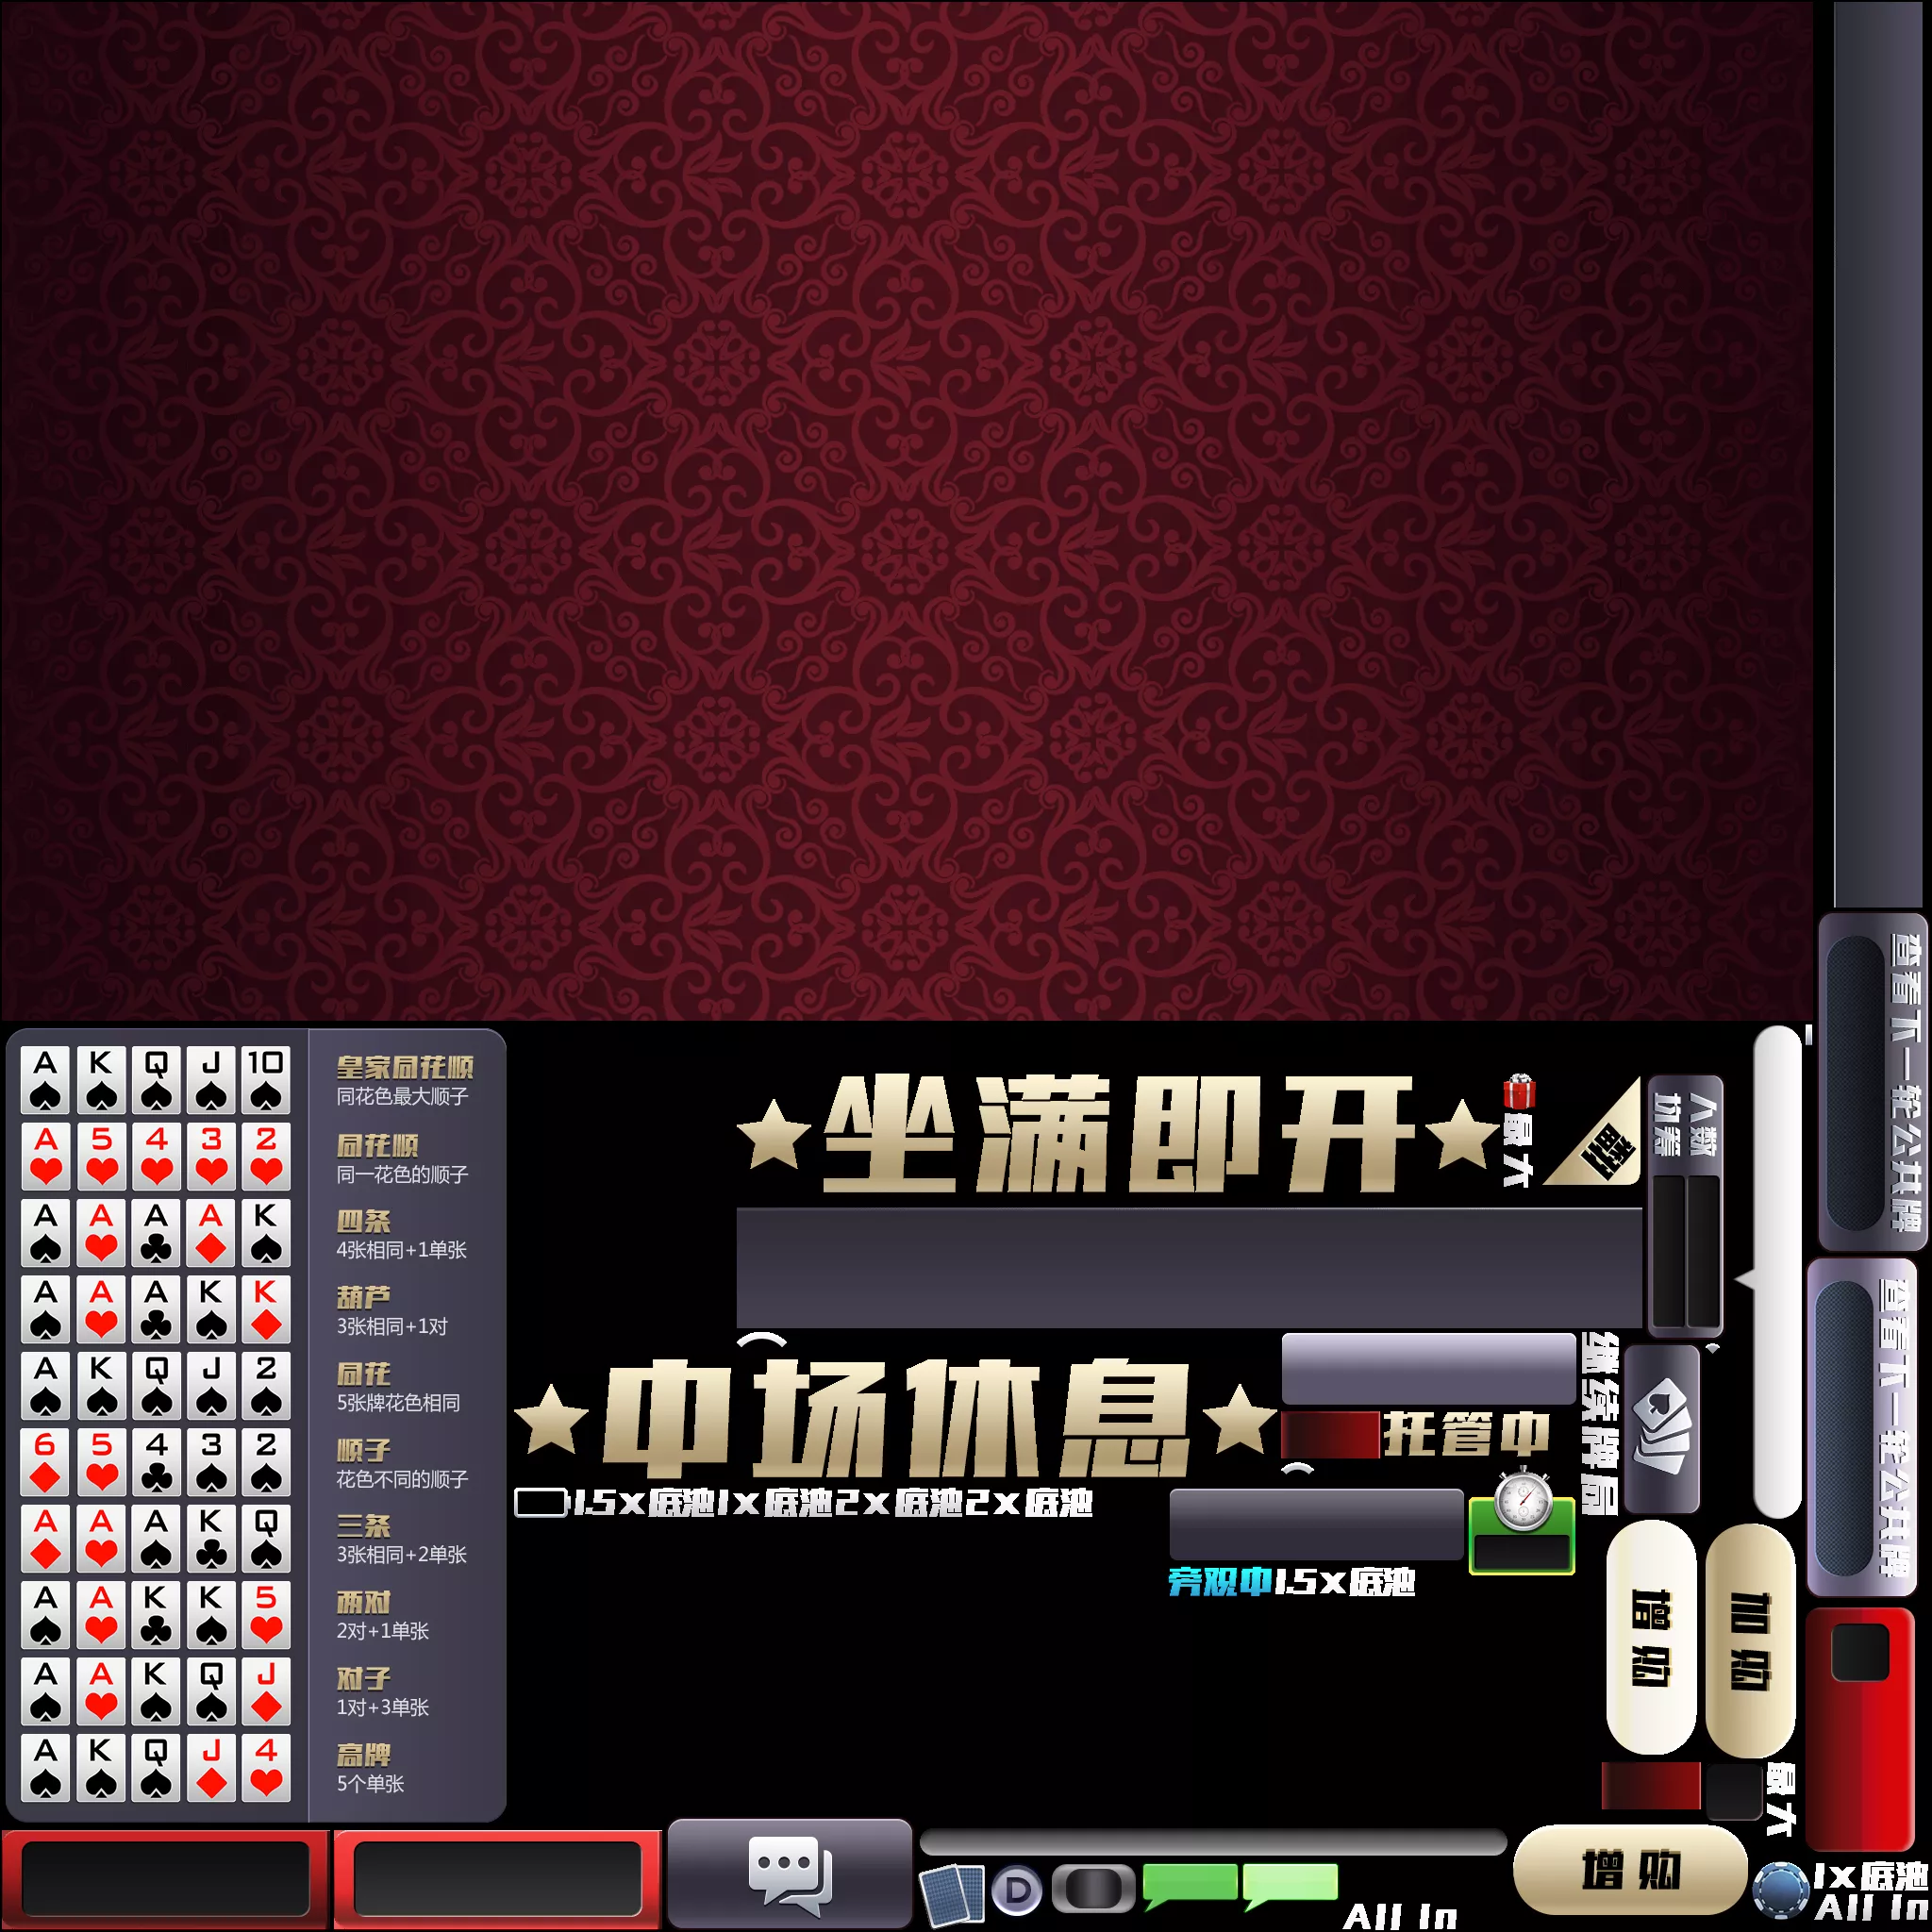 A K Q J 10
皇家同花顺
同花色最大顺子
A 5 4 3 2
同花顺
同一花色的顺子
A A A A K
四条
4张相同+1单张
A A A K K
葫芦
3张相同+1对
A K Q J 2
同花
5张牌花色相同
6 5 4 3 2
顺子
花色不同的顺子
A A A K Q
三条
3张相同+2单张
A A K K 5
两对
2对+1单张
A A K Q J
对子
1对+3单张
A K Q J 4
高牌
5个单张
坐满即开
最大
人数
初筹
中场休息
托管中
继续牌局
1.5x底池1x底池2x底池2x底池
旁观中1.5x底池
查看下一轮公共牌
查看下一轮公共牌
增购
加购
最大
增购
D
All In
1x底池
All In